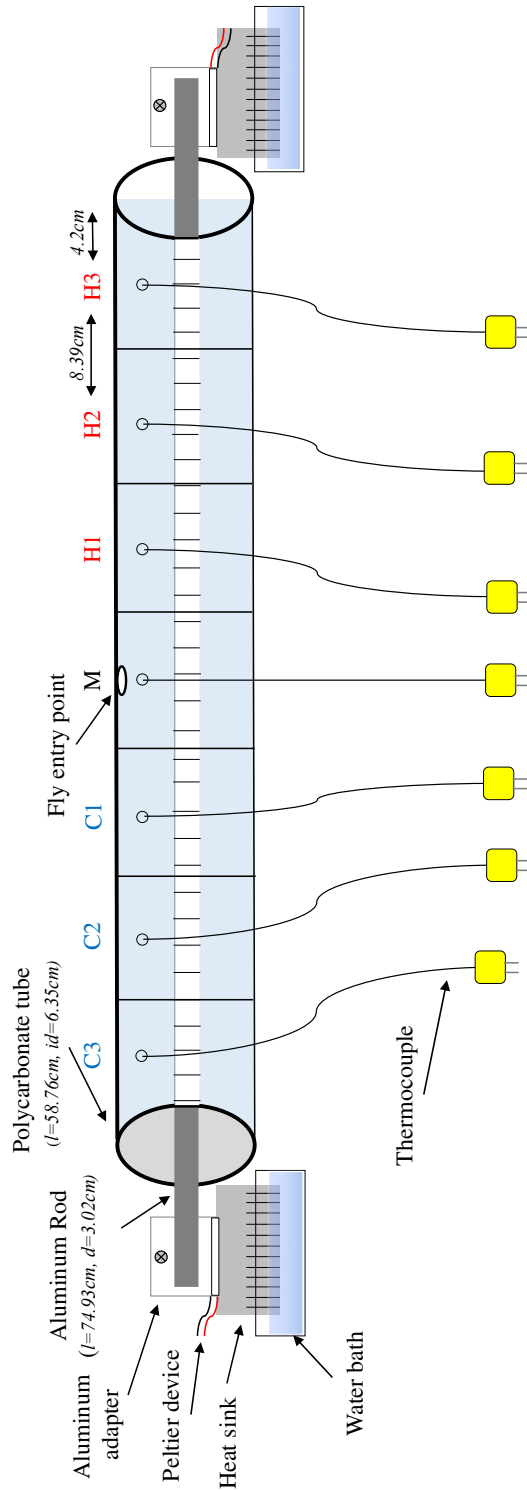 Polycarbonate tube
(l=58.76cm, id=6.35cm)
Aluminum Rod
(l=74.93cm, d=3.02cm)
Aluminum
adapter
Peltier device
Heat sink
Water bath
Fly entry point
C3
C2
C1
M
H1
H2
H3
8.39cm
4.2cm
Thermocouple